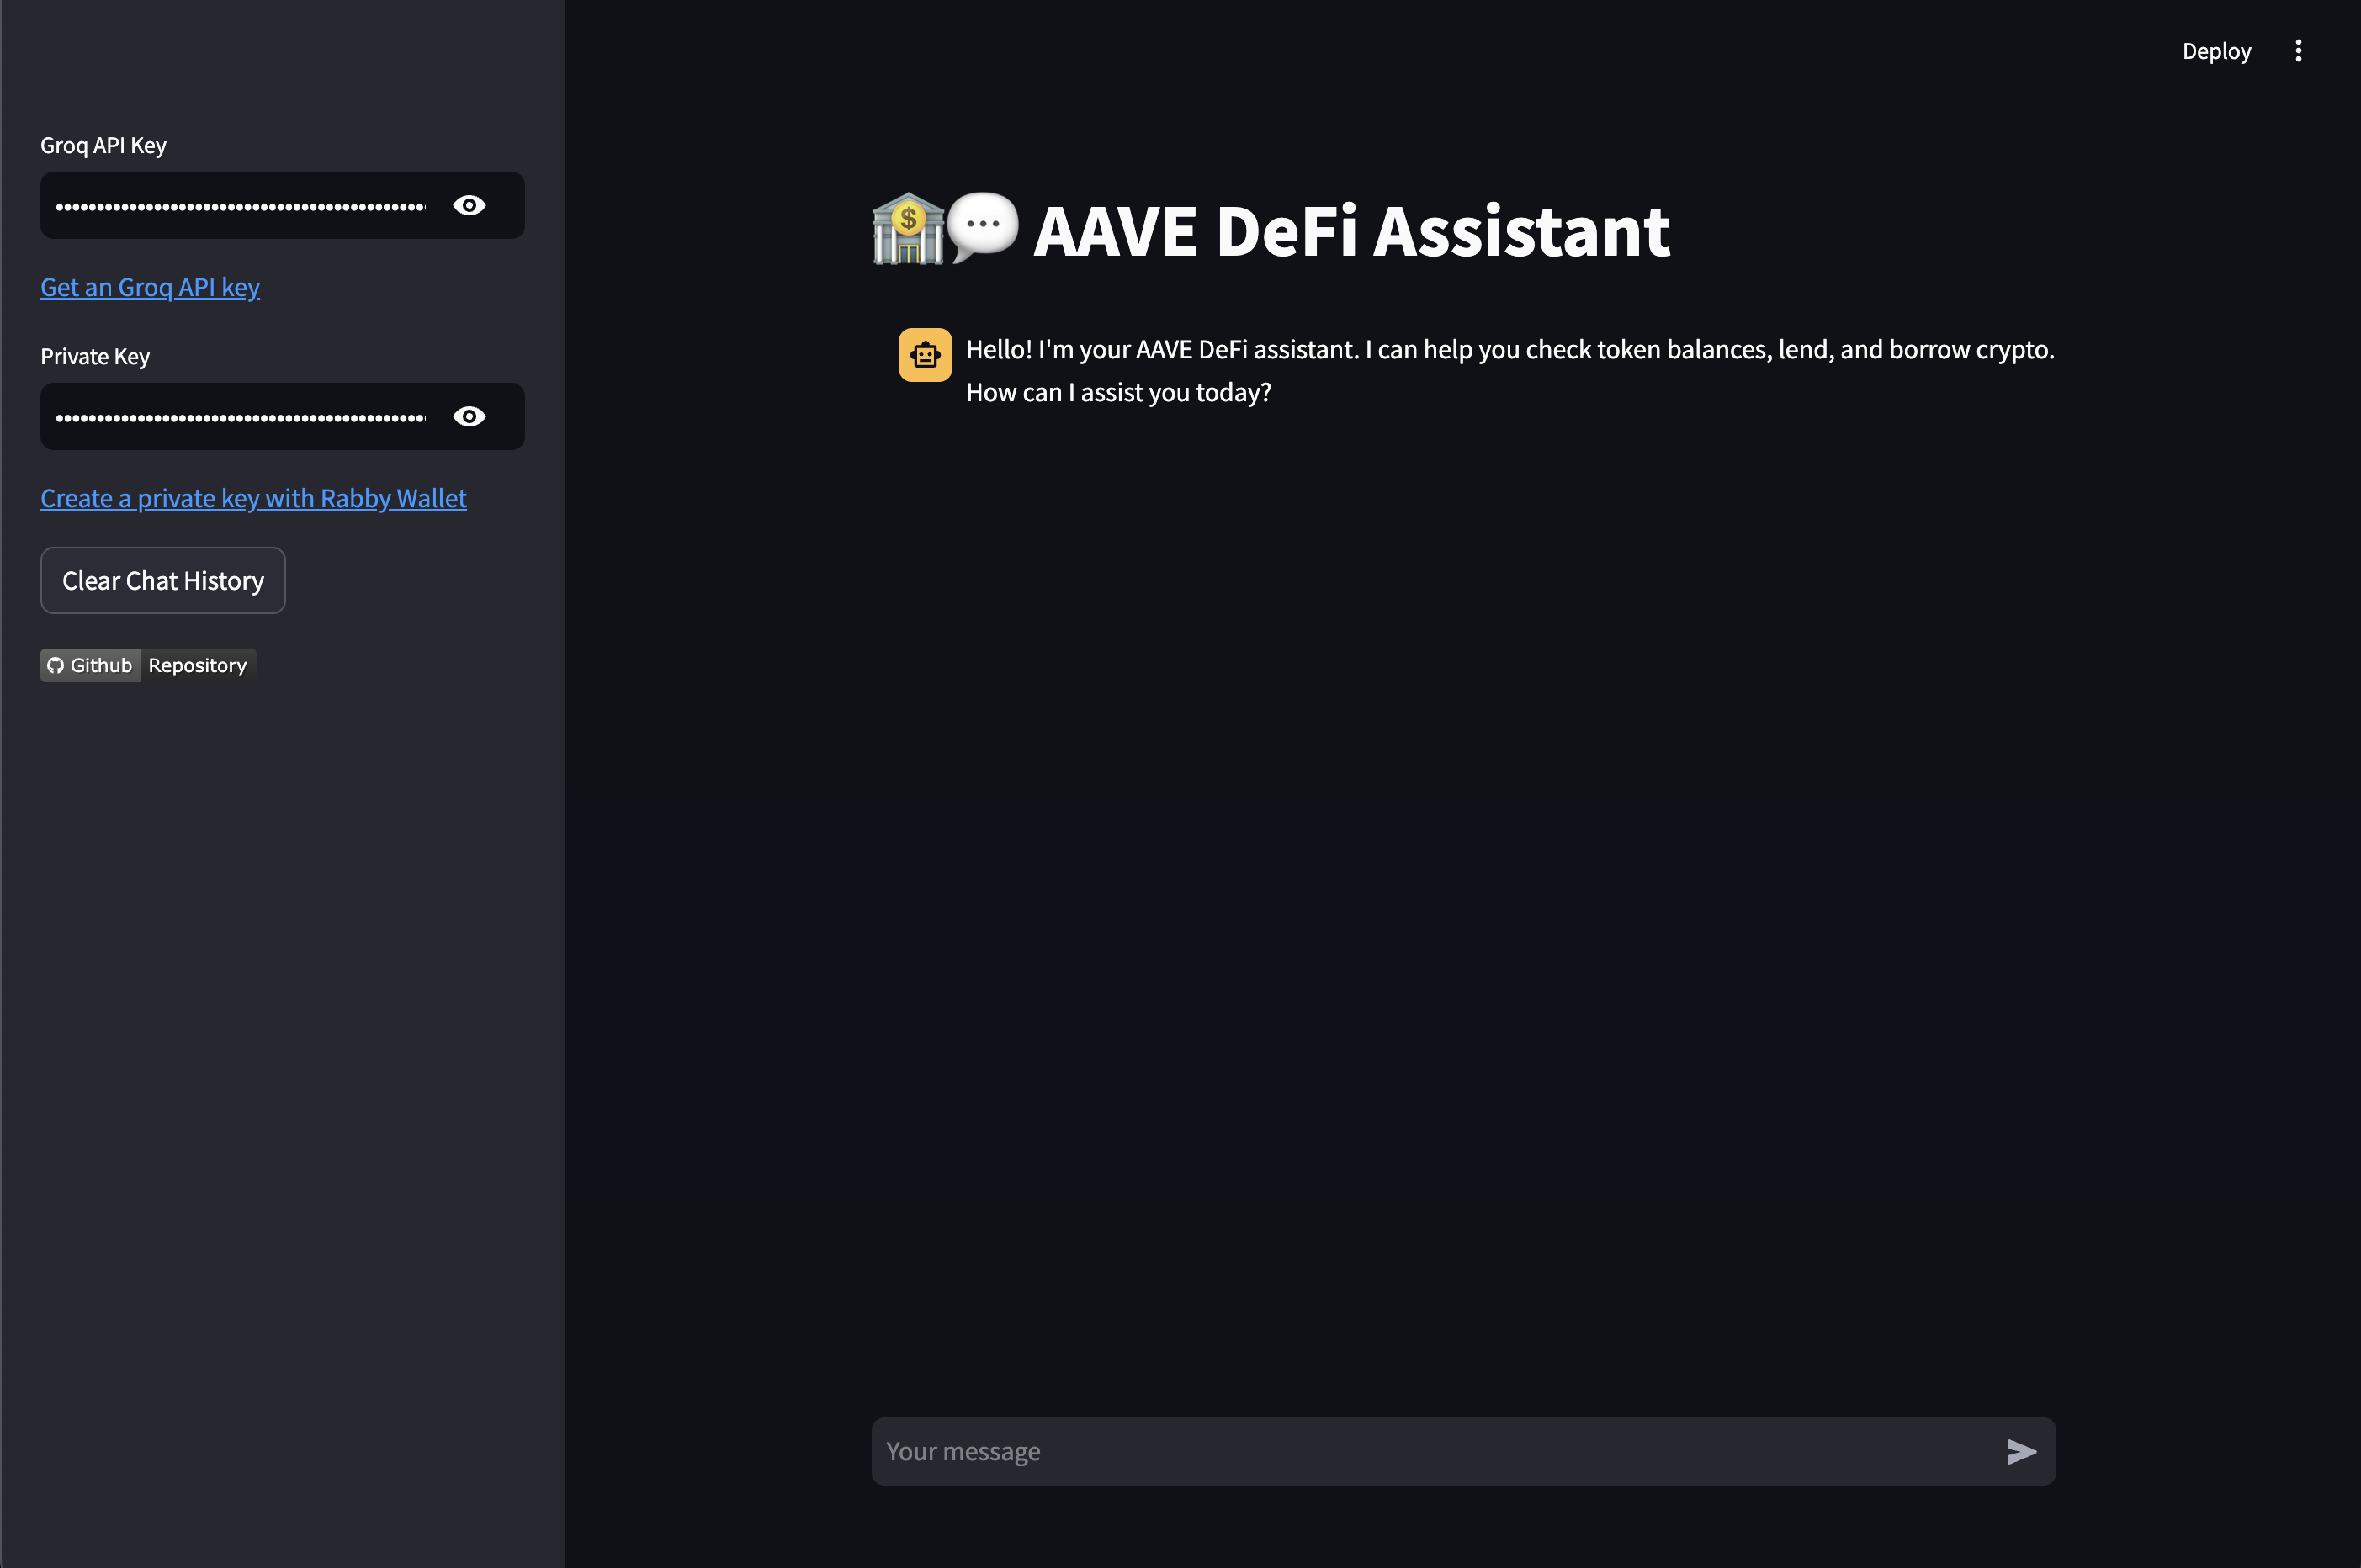 Deploy
Groq API Key
••••••••••••••••••••••••••••••••••••••••••••••
Get an Groq API key
Private Key
••••••••••••••••••••••••••••••••••••••••••••••
Create a private key with Rabby Wallet
Clear Chat History
Github Repository
🏦💬 AAVE DeFi Assistant
Hello! I'm your AAVE DeFi assistant. I can help you check token balances, lend, and borrow crypto.
How can I assist you today?
Your message